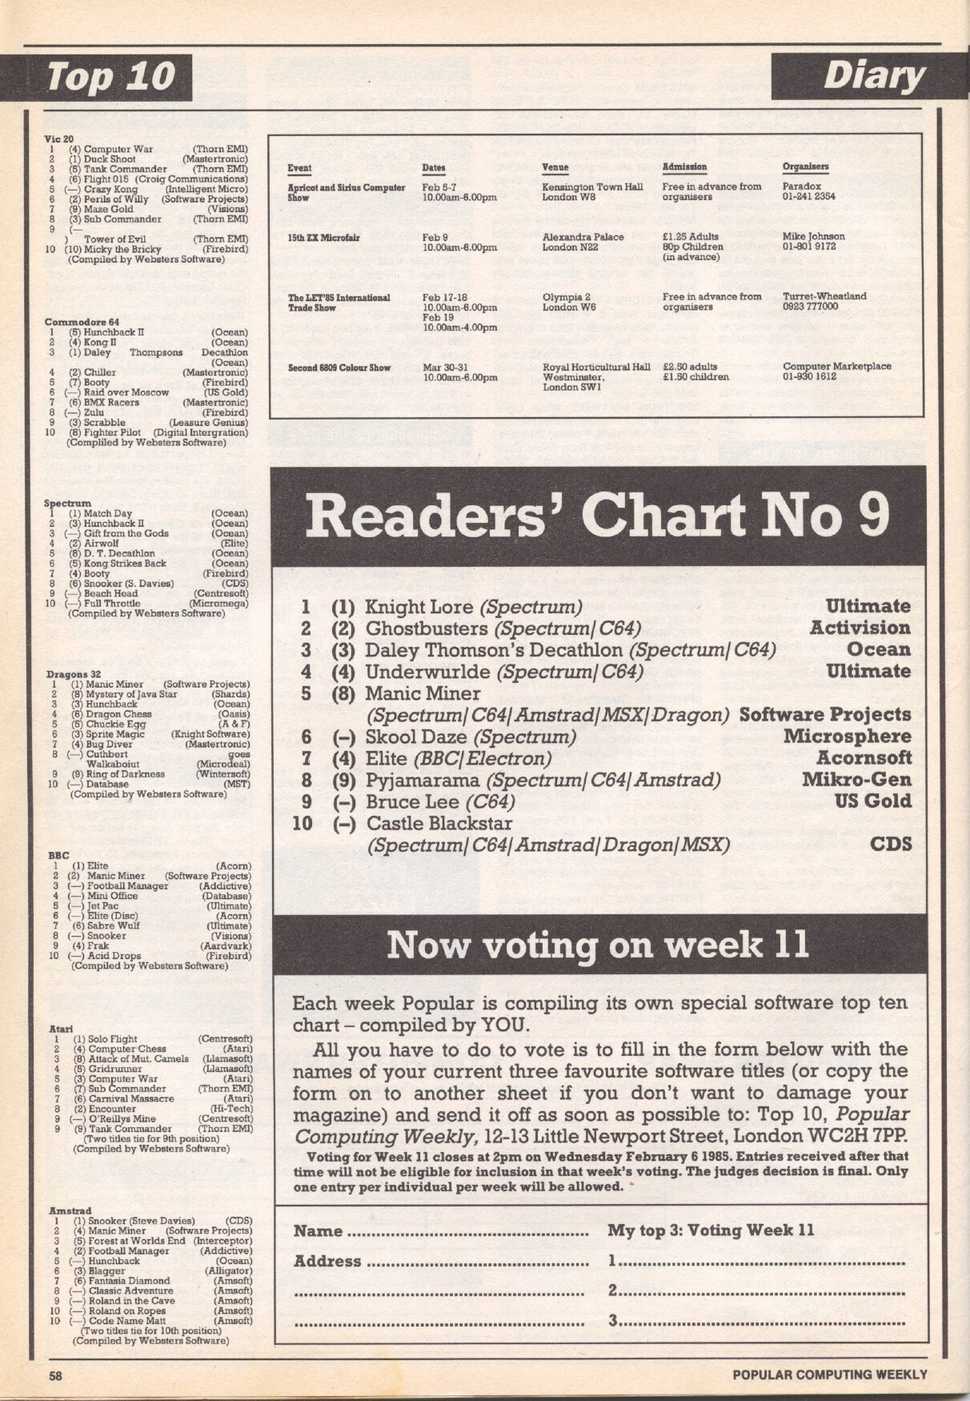 Top 10
Diary
Vic 20
1 (4) Computer War (Thorn EMI)
2 (1) Duck Shoot (Mastertronic)
3 (5) Tank Commander (Thorn EMI)
4 (6) Flight 015 (Croig Communications)
5 (—) Crazy Kong (Intelligent Micro)
6 (2) Perils of Willy (Software Projects)
7 (9) Maze Gold (Visions)
8 (3) Sub Commander (Thorn EMI)
9 (—
) Tower of Evil (Thorn EMI)
10 (10) Micky the Bricky (Firebird)
(Compiled by Websters Software)
Commodore 64
1 (5) Hunchback II (Ocean)
2 (4) Kong II (Ocean)
3 (1) Daley Thompsons Decathlon
(Ocean)
4 (2) Chiller (Mastertronic)
5 (7) Booty (Firebird)
6 (—) Raid over Moscow (US Gold)
7 (6) BMX Racers (Mastertronic)
8 (—) Zulu (Firebird)
9 (3) Scrabble (Leasure Genius)
10 (8) Fighter Pilot (Digital Intergration)
(Complied by Websters Software)
Spectrum
1 (1) Match Day (Ocean)
2 (3) Hunchback II (Ocean)
3 (—) Gift from the Gods (Ocean)
4 (2) Airwolf (Elite)
5 (8) D. T. Decathlon (Ocean)
6 (5) Kong Strikes Back (Ocean)
7 (4) Booty (Firebird)
8 (6) Snooker (S. Davies) (CDS)
9 (—) Beach Head (Centresoft)
10 (—) Full Throttle (Micromega)
(Compiled by Websters Software)
Dragons 32
1 (1) Manic Miner (Software Projects)
2 (8) Mystery of Java Star (Shards)
3 (3) Hunchback (Ocean)
4 (6) Dragon Chess (Oasis)
5 (5) Chuckie Egg (A & F)
6 (3) Sprite Magic (Knight Software)
7 (4) Bug Diver (Mastertronic)
8 (—) Cuthbert goes
Walkaboiut (Microdeal)
9 (9) Ring of Darkness (Wintersoft)
10 (—) Database (MST)
(Compiled by Websters Software)
BBC
1 (1) Elite (Acorn)
2 (2) Manic Miner (Software Projects)
3 (—) Football Manager (Addictive)
4 (—) Mini Office (Database)
5 (—) Jet Pac (Ultimate)
6 (—) Elite (Disc) (Acorn)
7 (6) Sabre Wulf (Ultimate)
8 (—) Snooker (Visions)
9 (4) Frak (Aardvark)
10 (—) Acid Drops (Firebird)
(Compiled by Websters Software)
Atari
1 (1) Solo Flight (Centresoft)
2 (4) Computer Chess (Atari)
3 (8) Attack of Mut. Camels (Llamasoft)
4 (5) Gridrunner (Llamasoft)
5 (3) Computer War (Atari)
6 (7) Sub Commander (Thorn EMI)
7 (6) Carnival Massacre (Atari)
8 (2) Encounter (Hi-Tech)
9 (—) O'Reillys Mine (Centresoft)
9 (9) Tank Commander (Thorn EMI)
(Two titles tie for 9th position)
(Compiled by Websters Software)
Amstrad
1 (1) Snooker (Steve Davies) (CDS)
2 (4) Manic Miner (Software Projects)
3 (5) Forest at Worlds End (Interceptor)
4 (2) Football Manager (Addictive)
5 (—) Hunchback (Ocean)
6 (3) Blagger (Alligator)
7 (6) Fantasia Diamond (Amsoft)
8 (—) Classic Adventure (Amsoft)
9 (—) Roland in the Cave (Amsoft)
10 (—) Roland on Ropes (Amsoft)
10 (—) Code Name Matt (Amsoft)
(Two titles tie for 10th position)
(Compiled by Websters Software)
Event Dates Venue Admission Organisers
Apricot and Sirius Computer Feb 5-7 Kensington Town Hall Free in advance from Paradox
Show 10.00am-6.00pm London W8 organisers 01-241 2354
15th ZX Microfair Feb 9 Alexandra Palace £1.25 Adults Mike Johnson
10.00am-6.00pm London N22 80p Children 01-801 9172
(in advance)
The LET'85 International Feb 17-18 Olympia 2 Free in advance from Turret-Wheatland
Trade Show 10.00am-6.00pm London W6 organisers 0923 777000
Feb 19
10.00am-4.00pm
Second 6809 Colour Show Mar 30-31 Royal Horticultural Hall £2.50 adults Computer Marketplace
10.00am-6.00pm Westminster, £1.50 children 01-930 1612
London SW1
Readers' Chart No 9
1 (1) Knight Lore (Spectrum) Ultimate
2 (2) Ghostbusters (Spectrum/C64) Activision
3 (3) Daley Thomson's Decathlon (Spectrum/C64) Ocean
4 (4) Underwurlde (Spectrum/C64) Ultimate
5 (8) Manic Miner
(Spectrum/C64/Amstrad/MSX/Dragon) Software Projects
6 (–) Skool Daze (Spectrum) Microsphere
7 (4) Elite (BBC/Electron) Acornsoft
8 (9) Pyjamarama (Spectrum/C64/Amstrad) Mikro-Gen
9 (–) Bruce Lee (C64) US Gold
10 (–) Castle Blackstar
(Spectrum/C64/Amstrad/Dragon/MSX) CDS
Now voting on week 11
Each week Popular is compiling its own special software top ten
chart – compiled by YOU.
All you have to do to vote is to fill in the form below with the
names of your current three favourite software titles (or copy the
form on to another sheet if you don't want to damage your
magazine) and send it off as soon as possible to: Top 10, Popular
Computing Weekly, 12-13 Little Newport Street, London WC2H 7PP.
Voting for Week 11 closes at 2pm on Wednesday February 6 1985. Entries received after that
time will not be eligible for inclusion in that week's voting. The judges decision is final. Only
one entry per individual per week will be allowed.
Name .......... My top 3: Voting Week 11
Address .......... 1..........
.......... 2..........
.......... 3..........
58
POPULAR COMPUTING WEEKLY